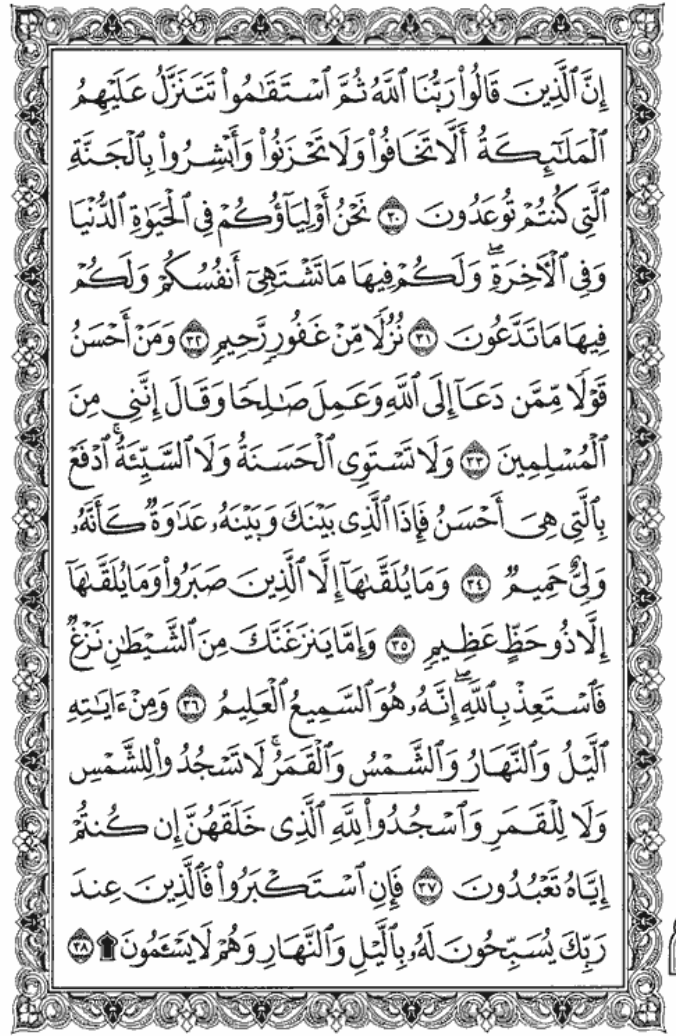 إِنَّ ٱلَّذِينَ قَالُوا۟ رَبُّنَا ٱللَّهُ ثُمَّ ٱسْتَقَـٰمُوا۟ تَتَنَزَّلُ عَلَيْهِمُ
ٱلْمَلَـٰٓئِكَةُ أَلَّا تَخَافُوا۟ وَلَا تَحْزَنُوا۟ وَأَبْشِرُوا۟ بِٱلْجَنَّةِ
ٱلَّتِى كُنتُمْ تُوعَدُونَ ٣٠ نَحْنُ أَوْلِيَآؤُكُمْ فِى ٱلْحَيَوٰةِ ٱلدُّنْيَا
وَفِى ٱلْـَٔاخِرَةِ ۖ وَلَكُمْ فِيهَا مَا تَشْتَهِىٓ أَنفُسُكُمْ وَلَكُمْ
فِيهَا مَا تَدَّعُونَ ٣١ نُزُلًا مِّنْ غَفُورٍ رَّحِيمٍ ٣٢ وَمَنْ أَحْسَنُ
قَوْلًا مِّمَّن دَعَآ إِلَى ٱللَّهِ وَعَمِلَ صَـٰلِحًا وَقَالَ إِنَّنِى مِنَ
ٱلْمُسْلِمِينَ ٣٣ وَلَا تَسْتَوِى ٱلْحَسَنَةُ وَلَا ٱلسَّيِّئَةُ ۚ ٱدْفَعْ
بِٱلَّتِى هِىَ أَحْسَنُ فَإِذَا ٱلَّذِى بَيْنَكَ وَبَيْنَهُۥ عَدَٰوَةٌ كَأَنَّهُۥ
وَلِىٌّ حَمِيمٌ ٣٤ وَمَا يُلَقَّىٰهَآ إِلَّا ٱلَّذِينَ صَبَرُوا۟ وَمَا يُلَقَّىٰهَآ
إِلَّا ذُو حَظٍّ عَظِيمٍ ٣٥ وَإِمَّا يَنزَغَنَّكَ مِنَ ٱلشَّيْطَـٰنِ نَزْغٌ
فَٱسْتَعِذْ بِٱللَّهِ ۖ إِنَّهُۥ هُوَ ٱلسَّمِيعُ ٱلْعَلِيمُ ٣٦ وَمِنْ ءَايَـٰتِهِ
ٱلَّيْلُ وَٱلنَّهَارُ وَٱلشَّمْسُ وَٱلْقَمَرُ ۚ لَا تَسْجُدُوا۟ لِلشَّمْسِ
وَلَا لِلْقَمَرِ وَٱسْجُدُوا۟ لِلَّهِ ٱلَّذِى خَلَقَهُنَّ إِن كُنتُمْ
إِيَّاهُ تَعْبُدُونَ ٣٧ فَإِنِ ٱسْتَكْبَرُوا۟ فَٱلَّذِينَ عِندَ
رَبِّكَ يُسَبِّحُونَ لَهُۥ بِٱلَّيْلِ وَٱلنَّهَارِ وَهُمْ لَا يَسْـَٔمُونَ ۩ ٣٨